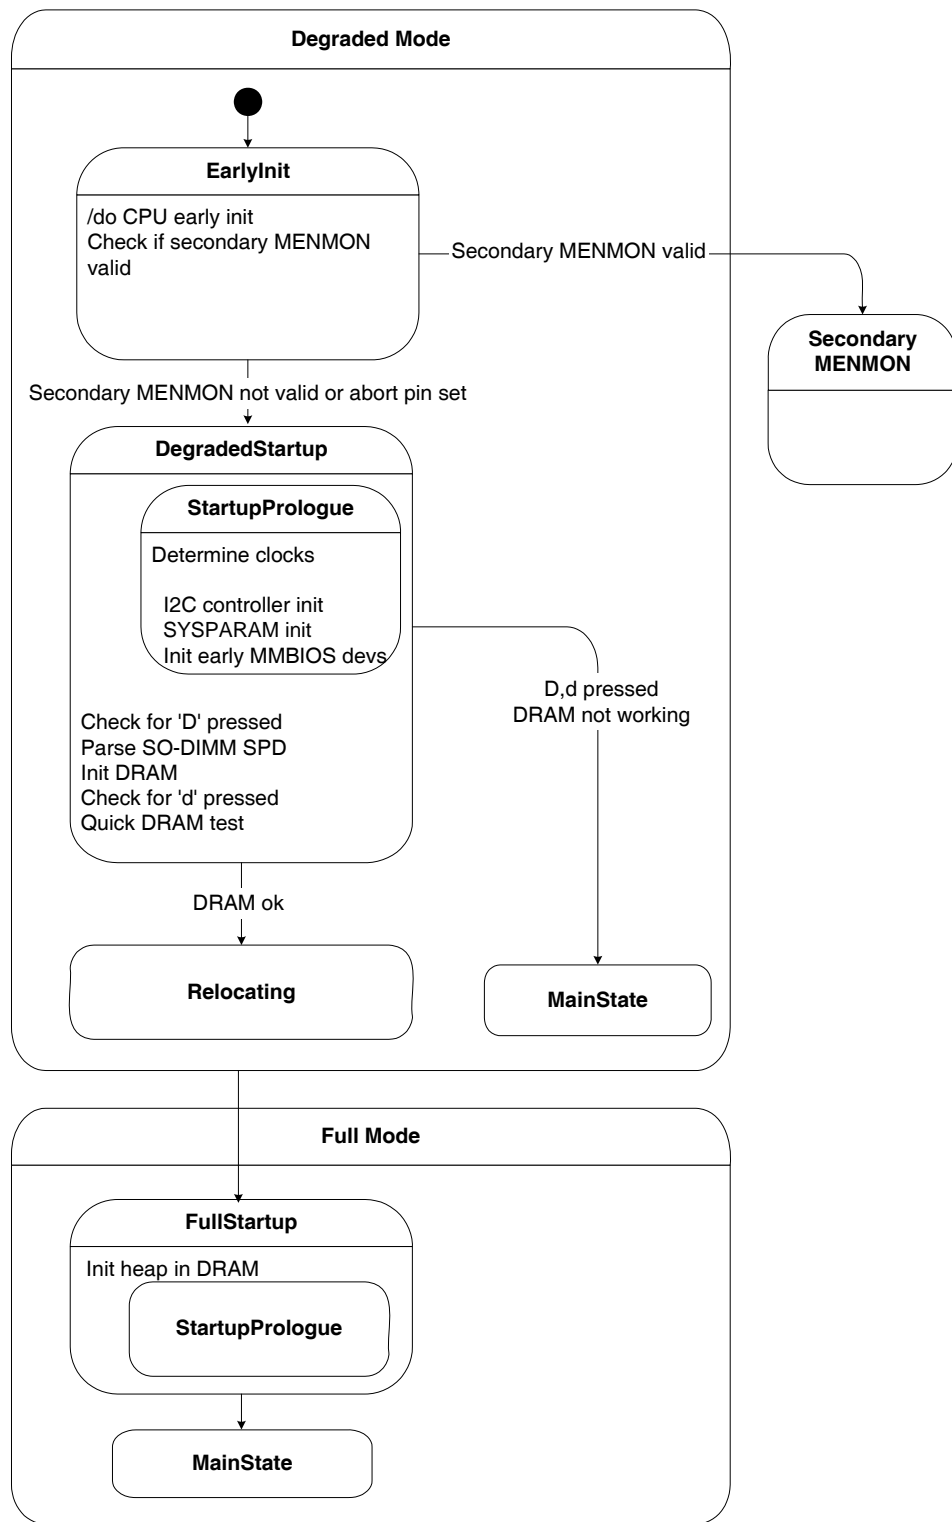 Degraded Mode
EarlyInit
/do CPU early init
Check if secondary MENMON
valid
Secondary MENMON valid
Secondary
MENMON
Secondary MENMON not valid or abort pin set
DegradedStartup
StartupPrologue
Determine clocks
I2C controller init
SYSPARAM init
Init early MMBIOS devs
D,d pressed
DRAM not working
Check for 'D' pressed
Parse SO-DIMM SPD
Init DRAM
Check for 'd' pressed
Quick DRAM test
DRAM ok
Relocating
MainState
Full Mode
FullStartup
Init heap in DRAM
StartupPrologue
MainState